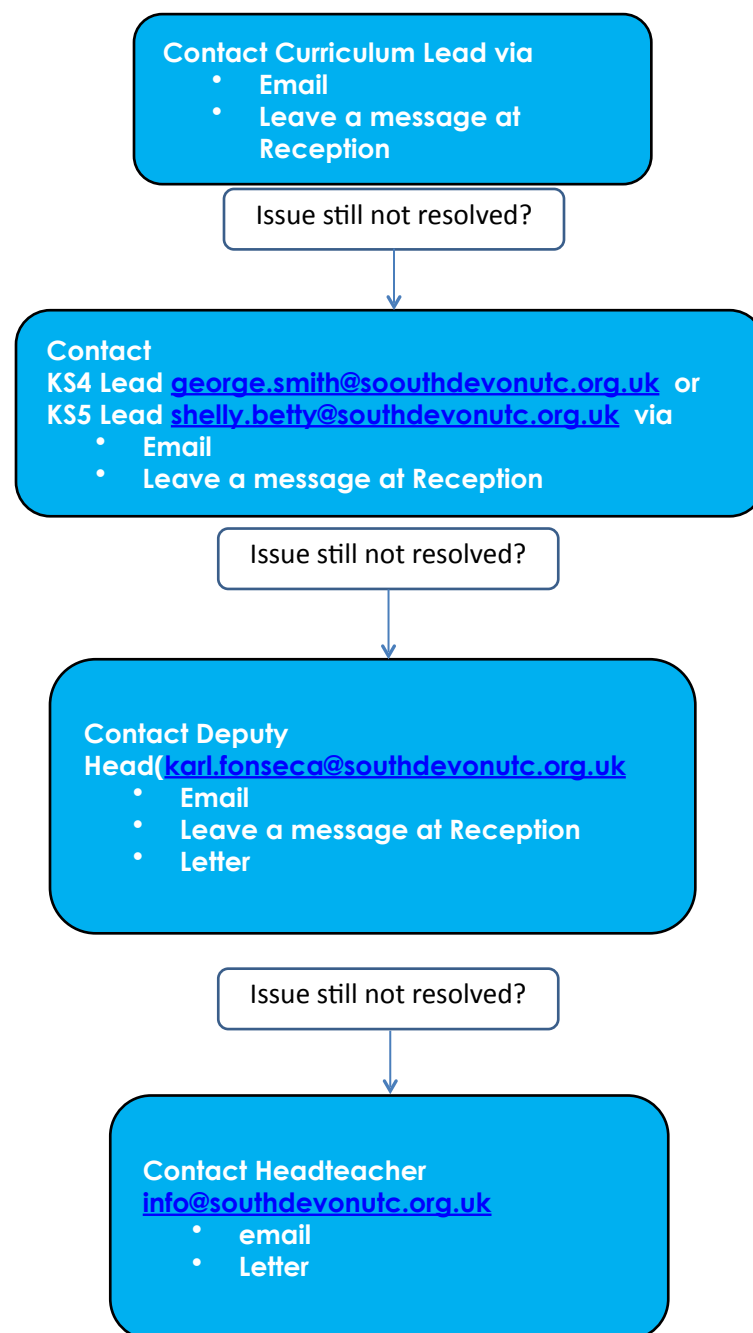 Contact Curriculum Lead via
• Email
• Leave a message at
Reception
Issue still not resolved?
Contact
KS4 Lead george.smith@soouthdevonutc.org.uk or
KS5 Lead shelly.betty@southdevonutc.org.uk via
• Email
• Leave a message at Reception
Issue still not resolved?
Contact Deputy
Head(karl.fonseca@southdevonutc.org.uk
• Email
• Leave a message at Reception
• Letter
Issue still not resolved?
Contact Headteacher
info@southdevonutc.org.uk
• email
• Letter